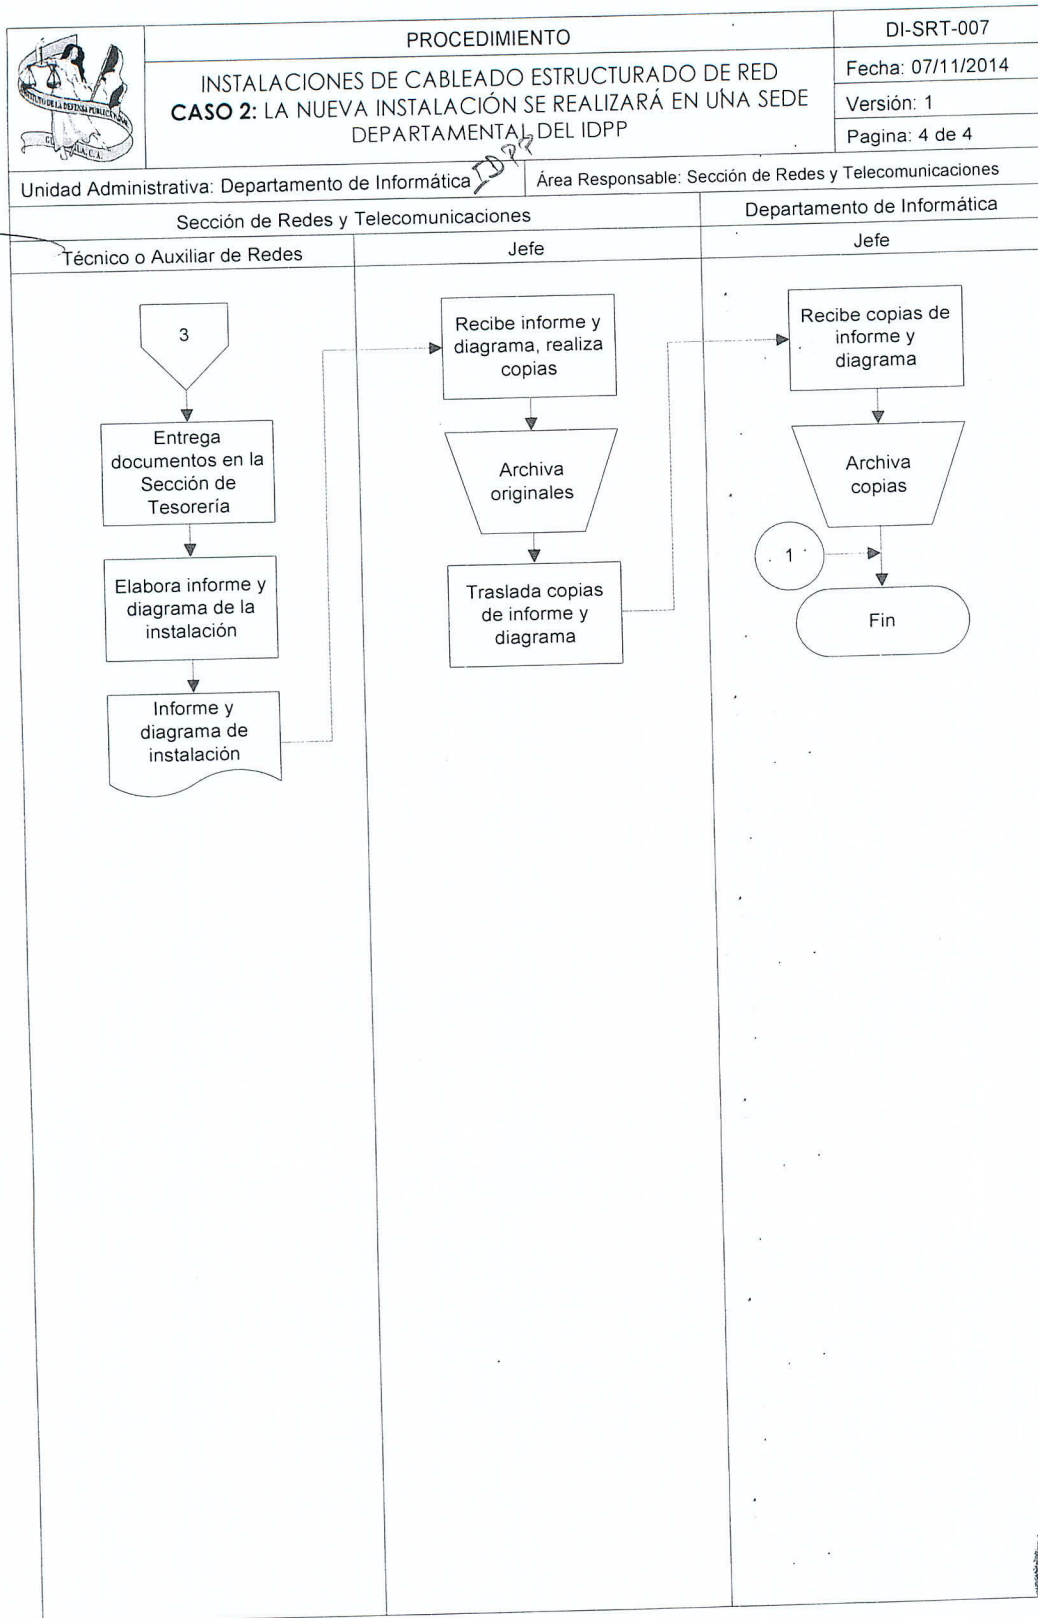 PROCEDIMIENTO
DI-SRT-007
INSTALACIONES DE CABLEADO ESTRUCTURADO DE RED
CASO 2: LA NUEVA INSTALACIÓN SE REALIZARÁ EN UNA SEDE
DEPARTAMENTAL DEL IDPP
Fecha: 07/11/2014
Versión: 1
Pagina: 4 de 4
Unidad Administrativa: Departamento de Informática
IDPP
Área Responsable: Sección de Redes y Telecomunicaciones
Sección de Redes y Telecomunicaciones
Departamento de Informática
Técnico o Auxiliar de Redes
Jefe
Jefe
3
Entrega
documentos en la
Sección de
Tesorería
Elabora informe y
diagrama de la
instalación
Informe y
diagrama de
instalación
Recibe informe y
diagrama, realiza
copias
Archiva
originales
Traslada copias
de informe y
diagrama
Recibe copias de
informe y
diagrama
Archiva
copias
1
Fin